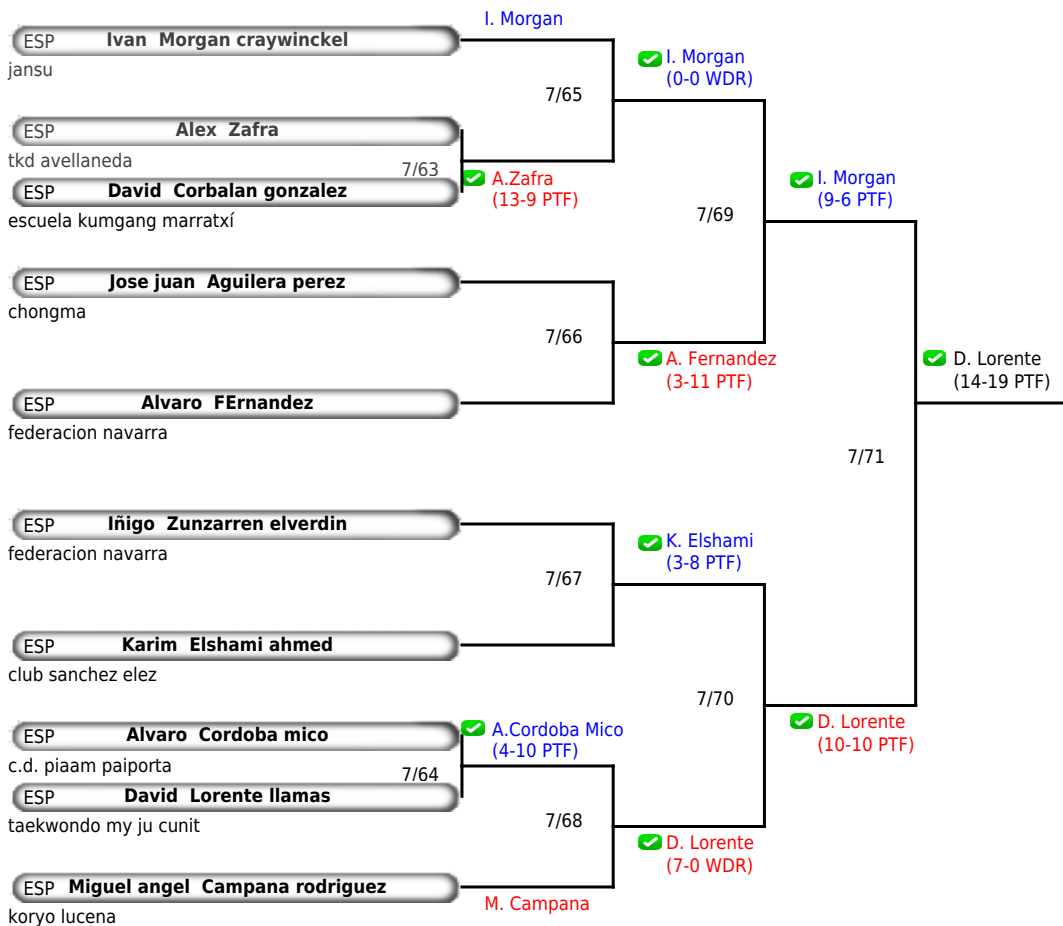 I. Morgan
ESP Ivan Morgan craywinckel
jansu
I. Morgan
(0-0 WDR)
7/65
ESP Alex Zafra
tkd avellaneda
7/63
A.Zafra
(13-9 PTF)
ESP David Corbalan gonzalez
escuela kumgang marratxí
I. Morgan
(9-6 PTF)
7/69
ESP Jose juan Aguilera perez
chongma
7/66
A. Fernandez
(3-11 PTF)
D. Lorente
(14-19 PTF)
ESP Alvaro FErnandez
federacion navarra
7/71
ESP Iñigo Zunzarren elverdin
federacion navarra
K. Elshami
(3-8 PTF)
7/67
ESP Karim Elshami ahmed
club sanchez elez
7/70
ESP Alvaro Cordoba mico
c.d. piaam paiporta
A.Cordoba Mico
(4-10 PTF)
D. Lorente
(10-10 PTF)
7/64
ESP David Lorente llamas
taekwondo my ju cunit
7/68
D. Lorente
(7-0 WDR)
ESP Miguel angel Campana rodriguez
koryo lucena
M. Campana